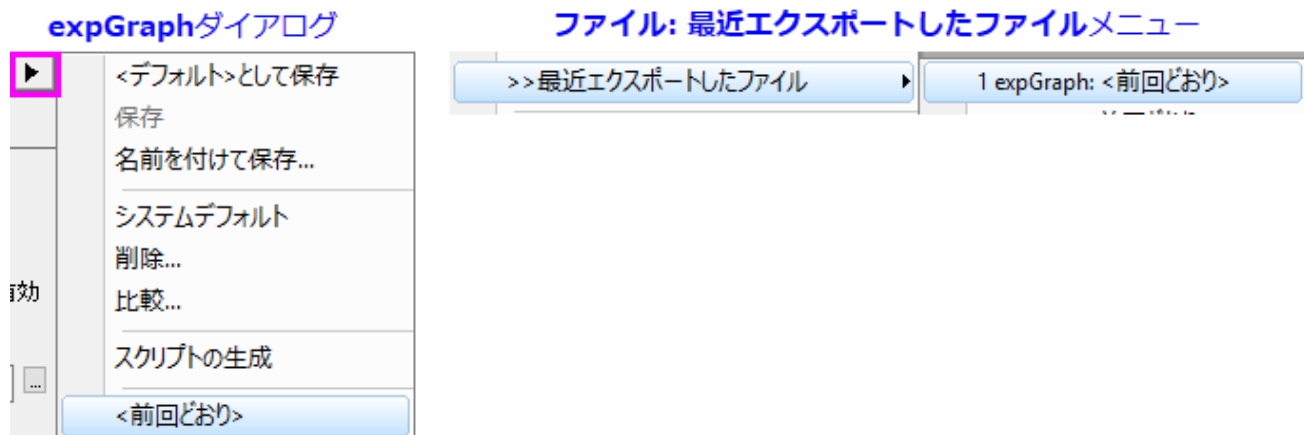 expGraphダイアログ
<デフォルト>として保存
保存
名前を付けて保存...
システムデフォルト
削除...
比較...
スクリプトの生成
<前回どおり>
効
...
ファイル: 最近エクスポートしたファイルメニュー
>>最近エクスポートしたファイル
1 expGraph: <前回どおり>